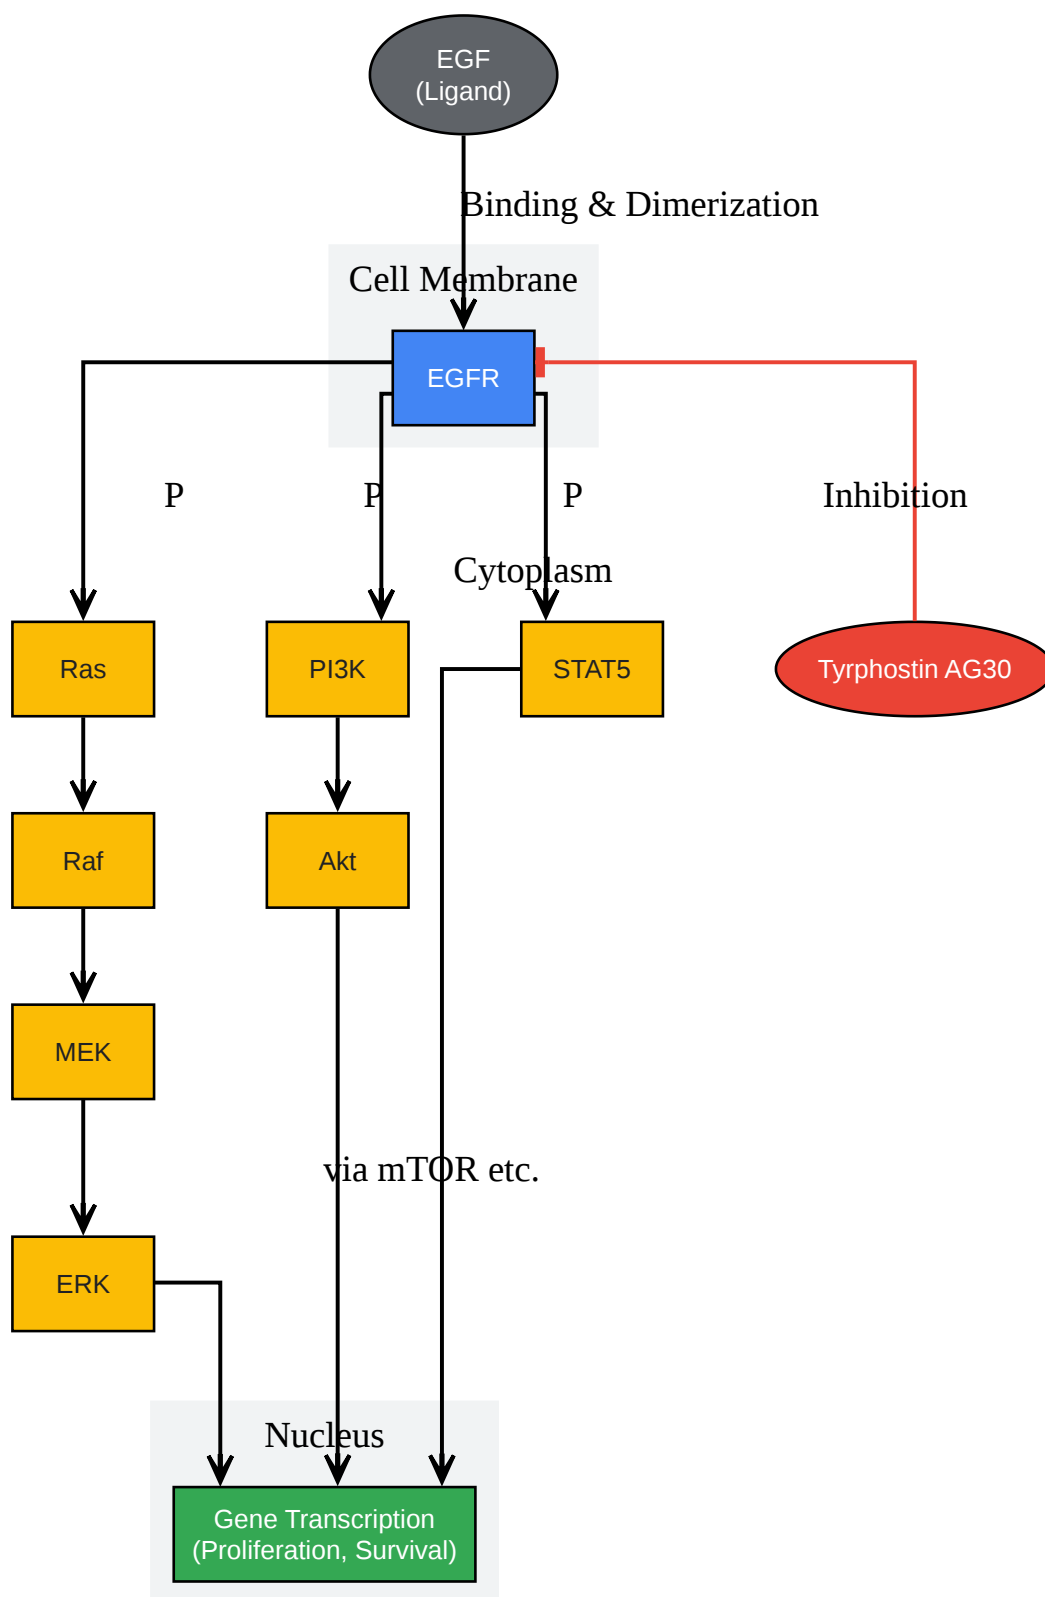 EGF
(Ligand)
Binding & Dimerization
Cell Membrane
EGFR
P
P
P
Inhibition
Cytoplasm
Ras
PI3K
STAT5
Tyrphostin AG30
Raf
Akt
MEK
via mTOR etc.
ERK
Nucleus
Gene Transcription
(Proliferation, Survival)